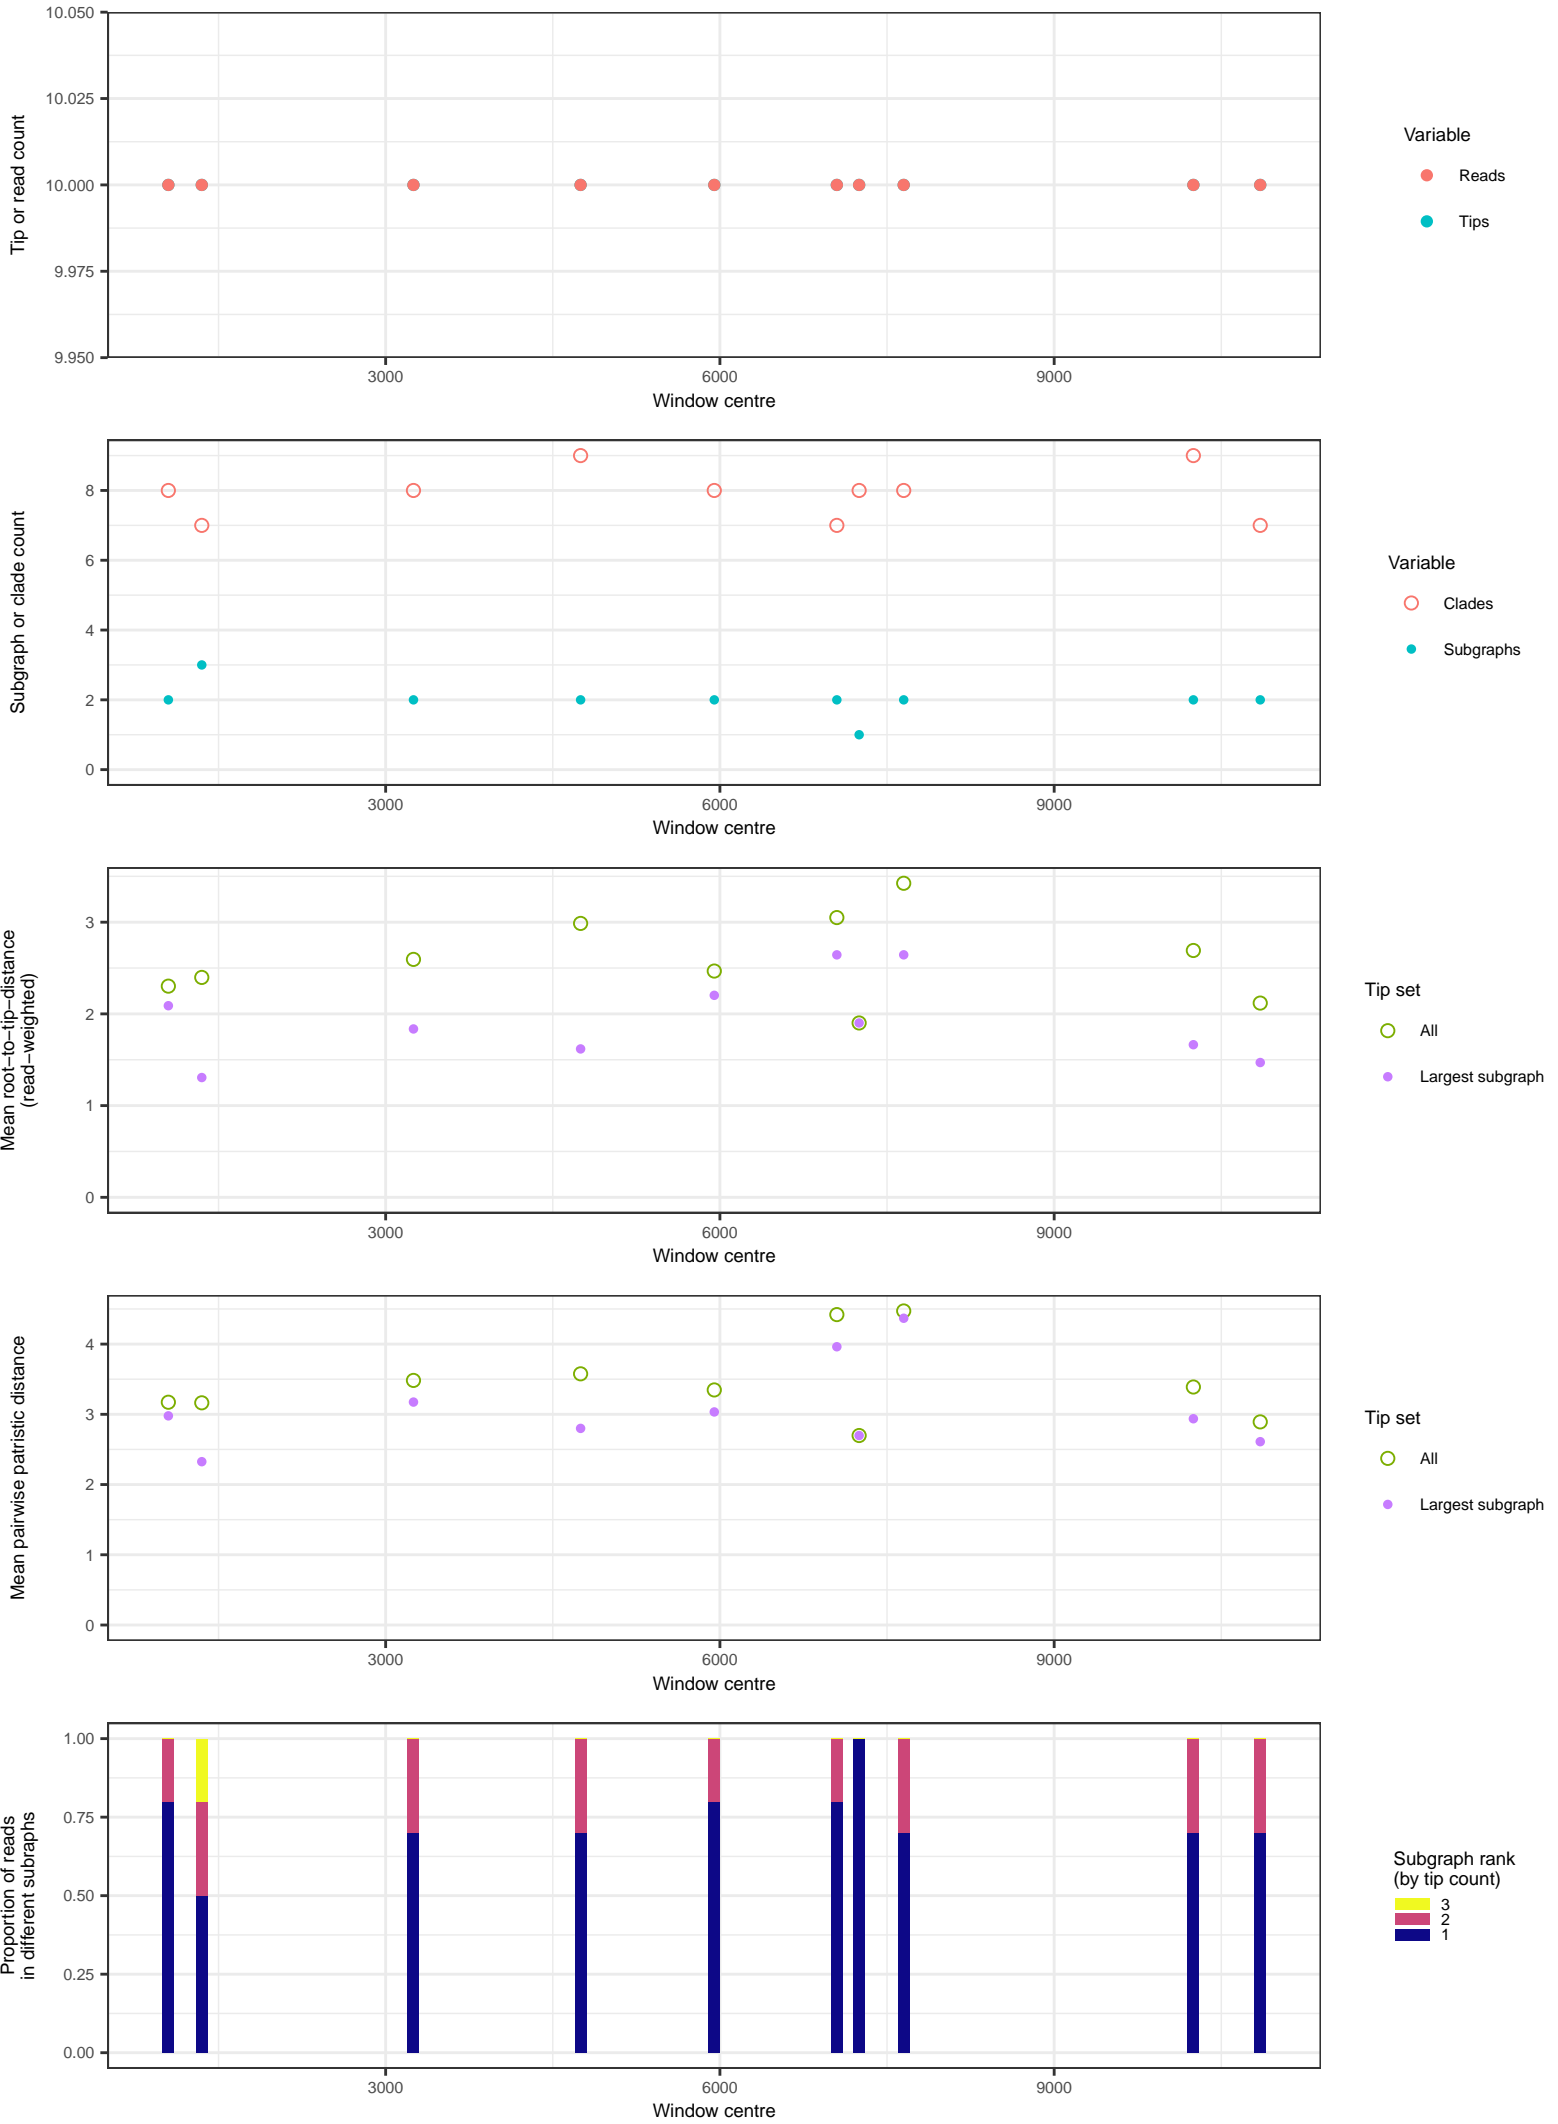 10.050
10.025
10.000
9.975
9.950
Tip or read count
3000
6000
9000
Window centre
Variable
Reads
Tips
8
6
4
2
0
Subgraph or clade count
3000
6000
9000
Window centre
Variable
Clades
Subgraphs
3
2
1
0
Mean root−to−tip−distance
(read−weighted)
3000
6000
9000
Window centre
Tip set
All
Largest subgraph
4
3
2
1
0
Mean pairwise patristic distance
3000
6000
9000
Window centre
Tip set
All
Largest subgraph
1.00
0.75
0.50
0.25
0.00
Proportion of reads
in different subraphs
3000
6000
9000
Window centre
Subgraph rank
(by tip count)
3
2
1